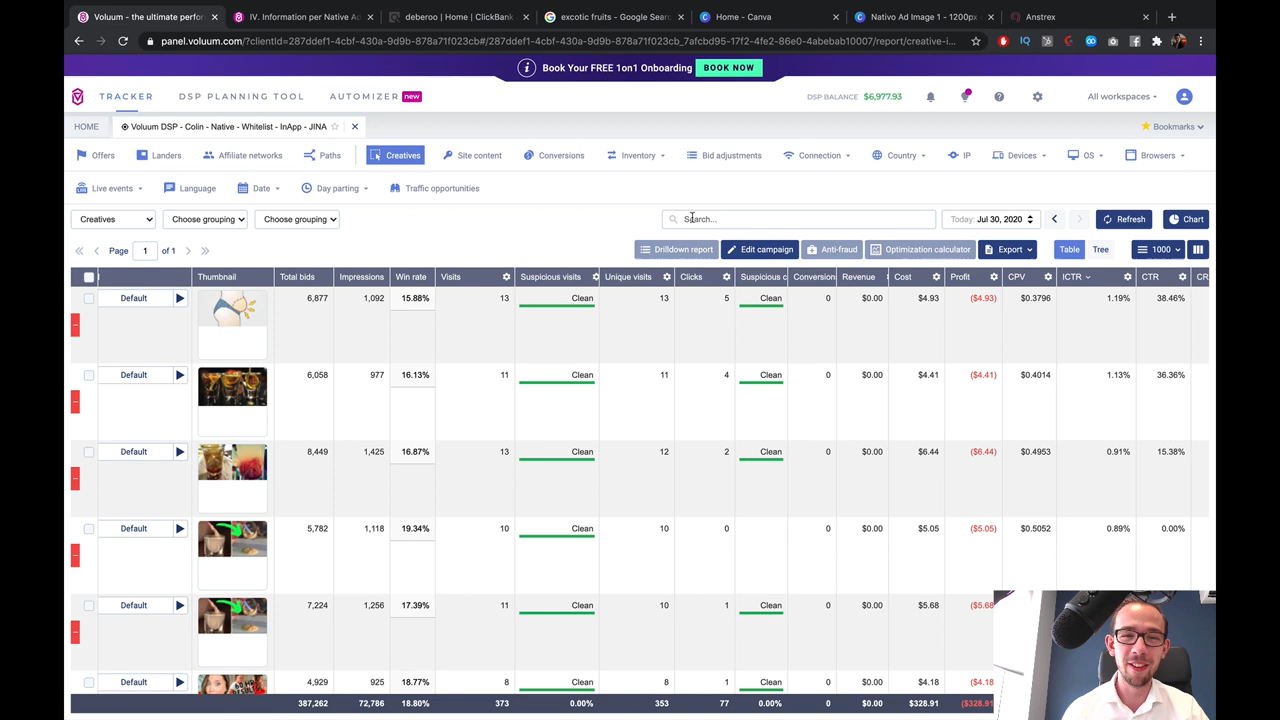 Voluum - the ultimate perfor
IV. Information per Native Ad
deberoo | Home | ClickBank
excotic fruits - Google Sear
Home - Canva
Nativo Ad Image 1 - 1200px
Anstrex
panel.voluum.com/?clientId=287ddef1-4cbf-430a-9d9b-878a71f023cb#/287ddef1-4cbf-430a-9d9b-878a71f023cb_7afcbd95-17f2-4fe2-86e0-4abebab10007/report/creative-i...
Book Your FREE 1on1 Onboarding BOOK NOW
TRACKER DSP PLANNING TOOL AUTOMIZER new DSP BALANCE $6,977.93 All workspaces
HOME Voluum DSP - Colin - Native - Whitelist - InApp - JINA Bookmarks
Offers Landers Affiliate networks Paths Creatives Site content Conversions Inventory Bid adjustments Connection Country IP Devices OS Browsers
Live events Language Date Day parting Traffic opportunities
Creatives Choose grouping Choose grouping Search... Today: Jul 30, 2020 Refresh Chart
Page 1 of 1 Drilldown report Edit campaign Anti-fraud Optimization calculator Export Table Tree 1000
Thumbnail Total bids Impressions Win rate Visits Suspicious visits Unique visits Clicks Suspicious c Conversion Revenue Cost Profit CPV ICTR CTR CR
Default 6,877 1,092 15.88% 13 Clean 13 5 Clean 0 $0.00 $4.93 ($4.93) $0.3796 1.19% 38.46%
Default 6,058 977 16.13% 11 Clean 11 4 Clean 0 $0.00 $4.41 ($4.41) $0.4014 1.13% 36.36%
Default 8,449 1,425 16.87% 13 Clean 12 2 Clean 0 $0.00 $6.44 ($6.44) $0.4953 0.91% 15.38%
Default 5,782 1,118 19.34% 10 Clean 10 0 0 $0.00 $5.05 ($5.05) $0.5052 0.89% 0.00%
Default 7,224 1,256 17.39% 11 Clean 10 1 Clean 0 $0.00 $5.68 ($5.68
Default 4,929 925 18.77% 8 Clean 8 1 Clean 0 $0.00 $4.18 ($4.18
387,262 72,786 18.80% 373 0.00% 353 77 0.00% 0 $0.00 $328.91 ($328.91